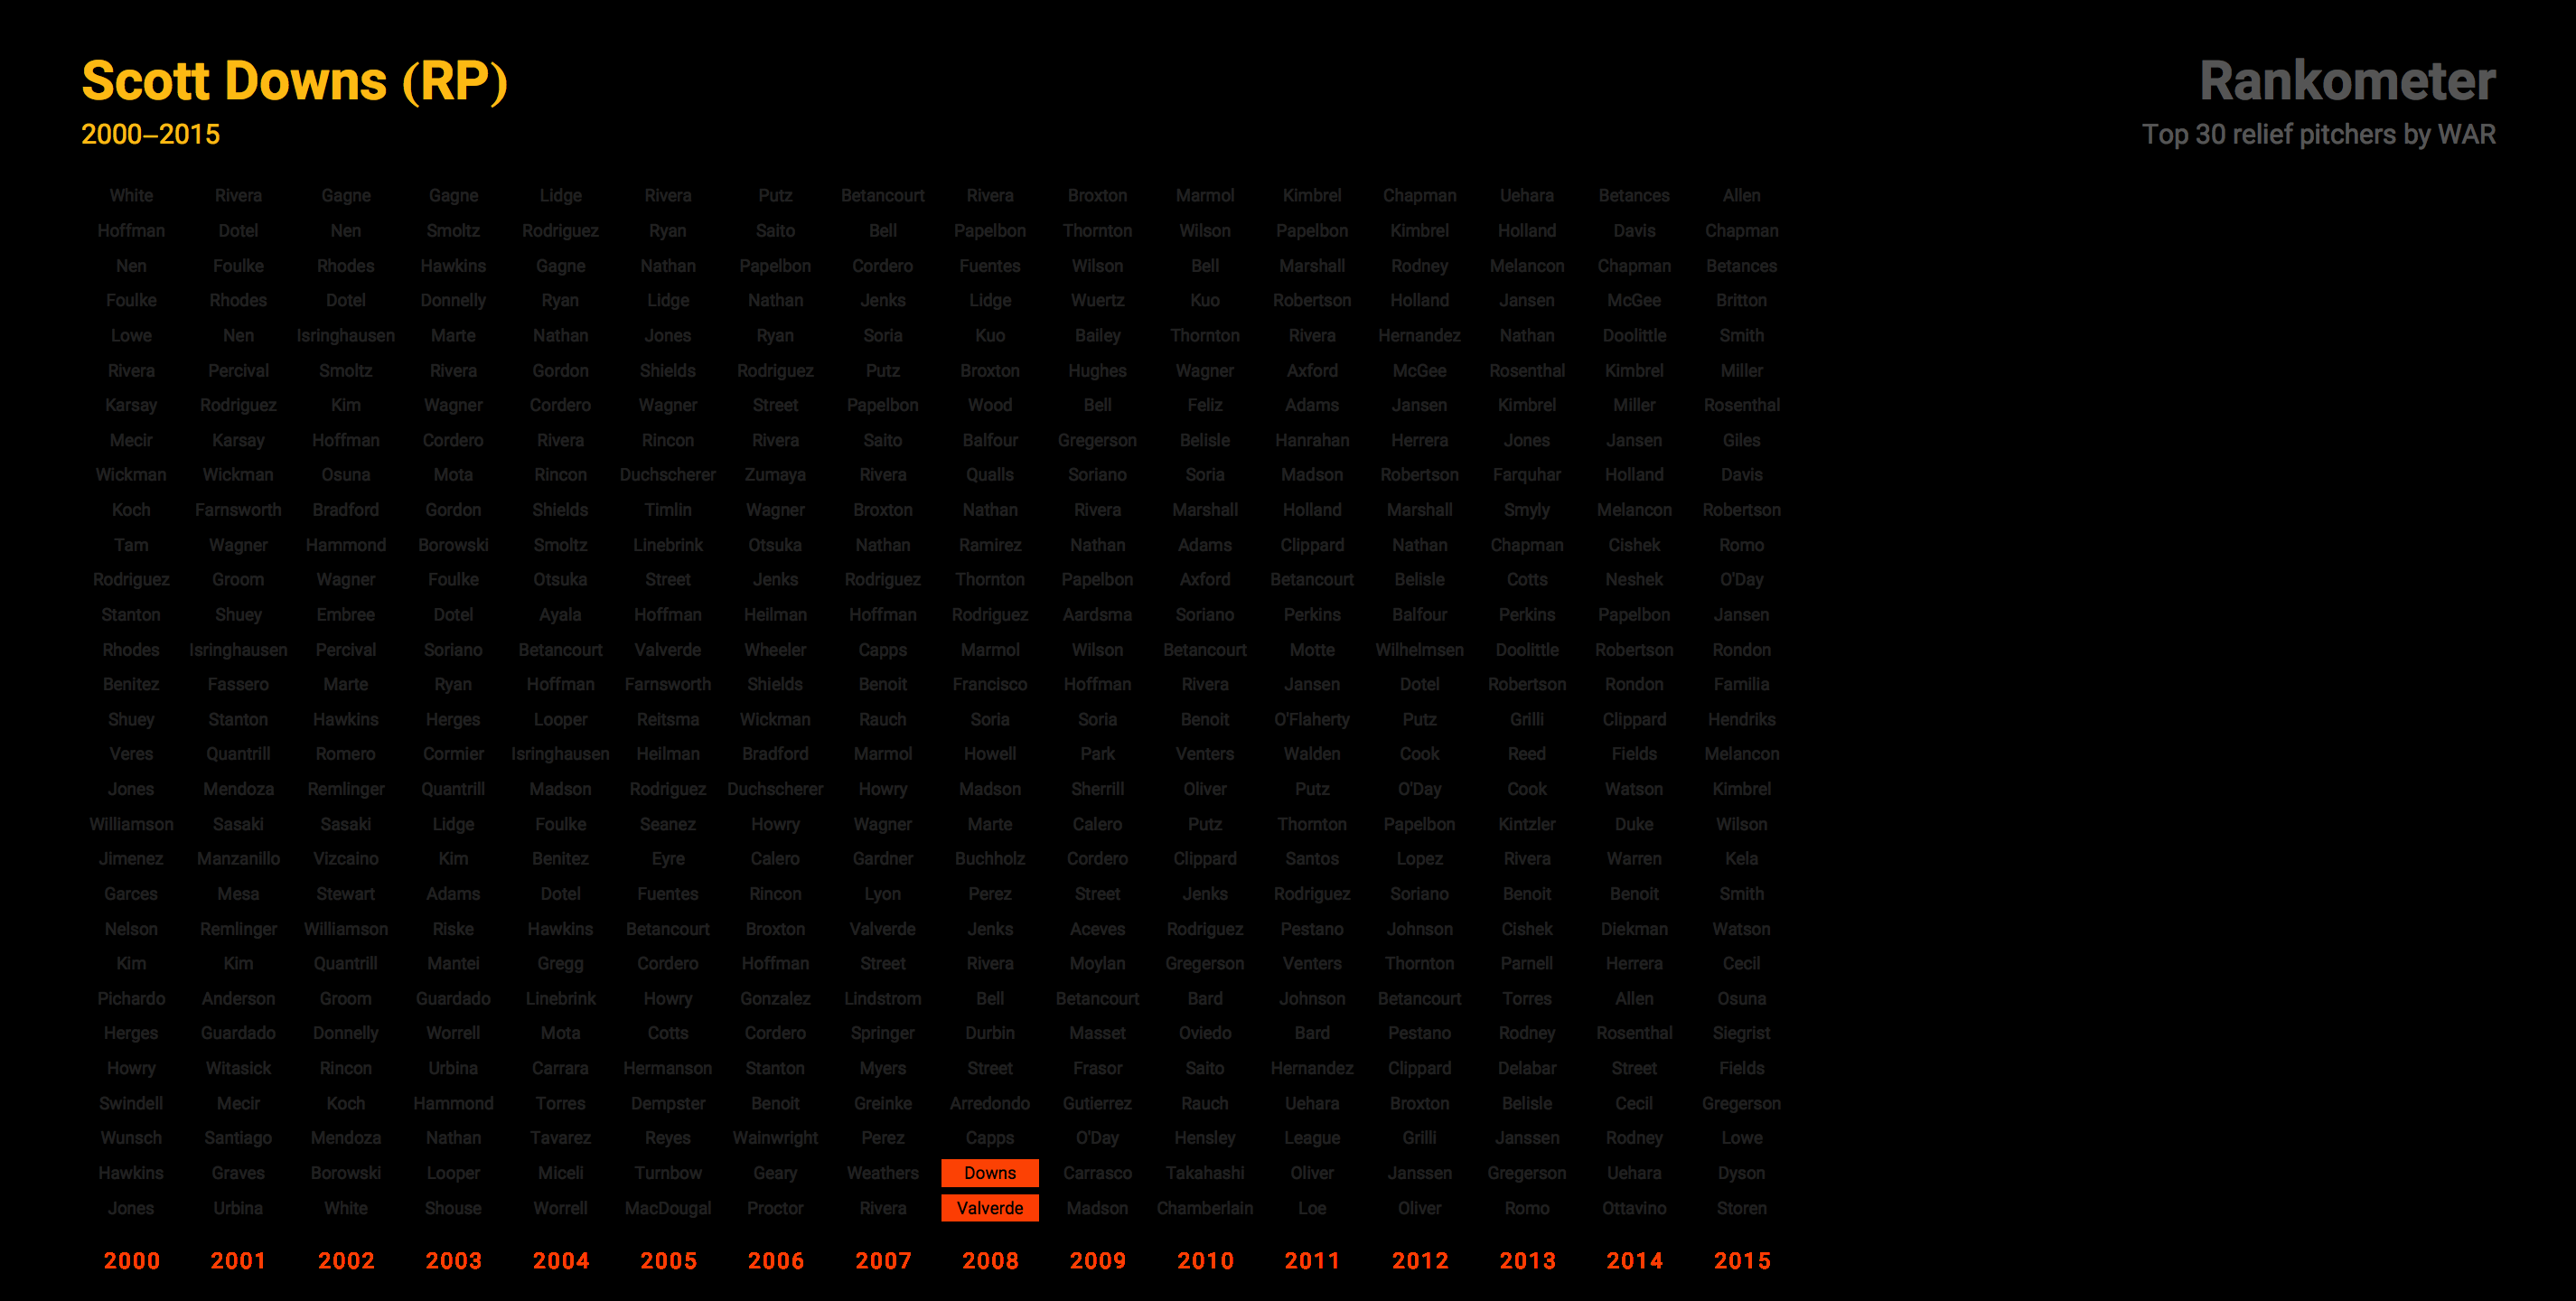 Scott Downs (RP)
2000–2015
Rankometer
Top 30 relief pitchers by WAR
White Rivera Gagne Gagne Lidge Rivera Putz Betancourt Rivera Broxton Marmol Kimbrel Chapman Uehara Betances Allen
Hoffman Dotel Nen Smoltz Rodriguez Ryan Saito Bell Papelbon Thornton Wilson Papelbon Kimbrel Holland Davis Chapman
Nen Foulke Rhodes Hawkins Gagne Nathan Papelbon Cordero Fuentes Wilson Bell Marshall Rodney Melancon Chapman Betances
Foulke Rhodes Dotel Donnelly Ryan Lidge Nathan Jenks Lidge Wuertz Kuo Robertson Holland Jansen McGee Britton
Lowe Nen Isringhausen Marte Nathan Jones Ryan Soria Kuo Bailey Thornton Rivera Hernandez Nathan Doolittle Smith
Rivera Percival Smoltz Rivera Gordon Shields Rodriguez Putz Broxton Hughes Wagner Axford McGee Rosenthal Kimbrel Miller
Karsay Rodriguez Kim Wagner Cordero Wagner Street Papelbon Wood Bell Feliz Adams Jansen Kimbrel Miller Rosenthal
Mecir Karsay Hoffman Cordero Rivera Rincon Rivera Saito Balfour Gregerson Belisle Hanrahan Herrera Jones Jansen Giles
Wickman Wickman Osuna Mota Rincon Duchscherer Zumaya Rivera Qualls Soriano Soria Madson Robertson Farquhar Holland Davis
Koch Farnsworth Bradford Gordon Shields Timlin Wagner Broxton Nathan Rivera Marshall Holland Marshall Smyly Melancon Robertson
Tam Wagner Hammond Borowski Smoltz Linebrink Otsuka Nathan Ramirez Nathan Adams Clippard Nathan Chapman Cishek Romo
Rodriguez Groom Wagner Foulke Otsuka Street Jenks Rodriguez Thornton Papelbon Axford Betancourt Belisle Cotts Neshek O'Day
Stanton Shuey Embree Dotel Ayala Hoffman Heilman Hoffman Rodriguez Aardsma Soriano Perkins Balfour Perkins Papelbon Jansen
Rhodes Isringhausen Percival Soriano Betancourt Valverde Wheeler Capps Marmol Wilson Betancourt Motte Wilhelmsen Doolittle Robertson Rondon
Benitez Fassero Marte Ryan Hoffman Farnsworth Shields Benoit Francisco Hoffman Rivera Jansen Dotel Robertson Rondon Familia
Shuey Stanton Hawkins Herges Looper Reitsma Wickman Rauch Soria Soria Benoit O'Flaherty Putz Grilli Clippard Hendriks
Veres Quantrill Romero Cormier Isringhausen Heilman Bradford Marmol Howell Park Venters Walden Cook Reed Fields Melancon
Jones Mendoza Remlinger Quantrill Madson Rodriguez Duchscherer Howry Madson Sherrill Oliver Putz O'Day Cook Watson Kimbrel
Williamson Sasaki Sasaki Lidge Foulke Seanez Howry Wagner Marte Calero Putz Thornton Papelbon Kintzler Duke Wilson
Jimenez Manzanillo Vizcaino Kim Benitez Eyre Calero Gardner Buchholz Cordero Clippard Santos Lopez Rivera Warren Kela
Garces Mesa Stewart Adams Dotel Fuentes Rincon Lyon Perez Street Jenks Rodriguez Soriano Benoit Benoit Smith
Nelson Remlinger Williamson Riske Hawkins Betancourt Broxton Valverde Jenks Aceves Rodriguez Pestano Johnson Cishek Diekman Watson
Kim Kim Quantrill Mantei Gregg Cordero Hoffman Street Rivera Moylan Gregerson Venters Thornton Parnell Herrera Cecil
Pichardo Anderson Groom Guardado Linebrink Howry Gonzalez Lindstrom Bell Betancourt Bard Johnson Betancourt Torres Allen Osuna
Herges Guardado Donnelly Worrell Mota Cotts Cordero Springer Durbin Masset Oviedo Bard Pestano Rodney Rosenthal Siegrist
Howry Witasick Rincon Urbina Carrara Hermanson Stanton Myers Street Frasor Saito Hernandez Clippard Delabar Street Fields
Swindell Mecir Koch Hammond Torres Dempster Benoit Greinke Arredondo Gutierrez Rauch Uehara Broxton Belisle Cecil Gregerson
Wunsch Santiago Mendoza Nathan Tavarez Reyes Wainwright Perez Capps O'Day Hensley League Grilli Janssen Rodney Lowe
Hawkins Graves Borowski Looper Miceli Turnbow Geary Weathers Downs Carrasco Takahashi Oliver Janssen Gregerson Uehara Dyson
Jones Urbina White Shouse Worrell MacDougal Proctor Rivera Valverde Madson Chamberlain Loe Oliver Romo Ottavino Storen
2000 2001 2002 2003 2004 2005 2006 2007 2008 2009 2010 2011 2012 2013 2014 2015